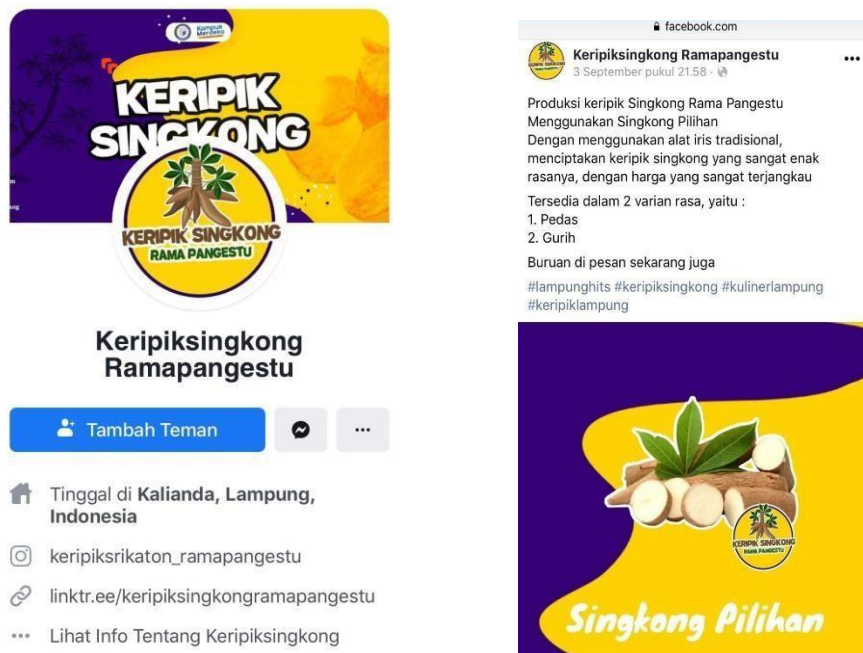 Kampus
Merdeka
KERIPIK
SINGKONG
KERIPIK SINGKONG
RAMA PANGESTU
Keripiksingkong
Ramapangestu
Tambah Teman
Tinggal di Kalianda, Lampung,
Indonesia
keripiksrikaton_ramapangestu
linktr.ee/keripiksingkongramapangestu
Lihat Info Tentang Keripiksingkong
facebook.com
Keripiksingkong Ramapangestu
3 September pukul 21.58 ·
Produksi keripik Singkong Rama Pangestu
Menggunakan Singkong Pilihan
Dengan menggunakan alat iris tradisional,
menciptakan keripik singkong yang sangat enak
rasanya, dengan harga yang sangat terjangkau
Tersedia dalam 2 varian rasa, yaitu :
1. Pedas
2. Gurih
Buruan di pesan sekarang juga
#lampunghits #keripiksingkong #kulinerlampung
#keripiklampung
KERIPIK SINGKONG
RAMA PANGESTU
Singkong Pilihan